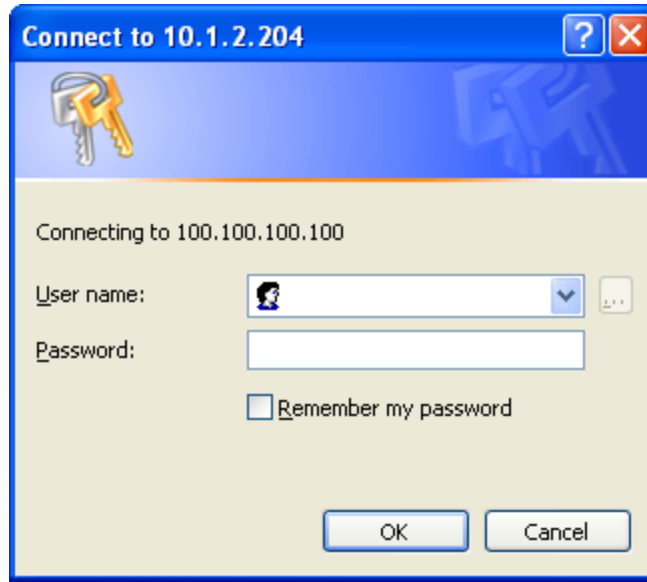 Connect to 10.1.2.204
Connecting to 100.100.100.100
User name:
...
Password:
Remember my password
OK Cancel